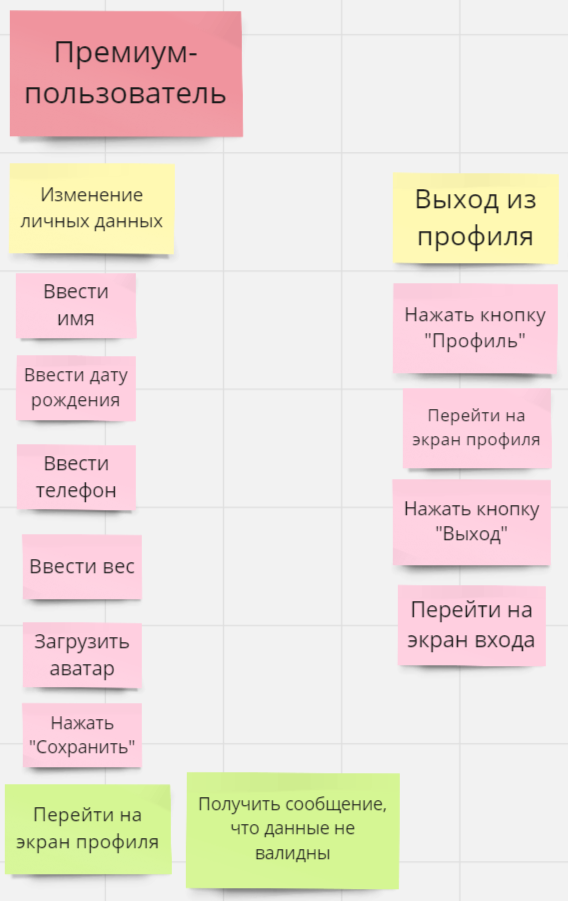 Премиум-
пользователь
Изменение
личных данных
Ввести
имя
Ввести дату
рождения
Ввести
телефон
Ввести вес
Загрузить
аватар
Нажать
"Сохранить"
Перейти на
экран профиля
Получить сообщение,
что данные не
валидны
Выход из
профиля
Нажать кнопку
"Профиль"
Перейти на
экран профиля
Нажать кнопку
"Выход"
Перейти на
экран входа